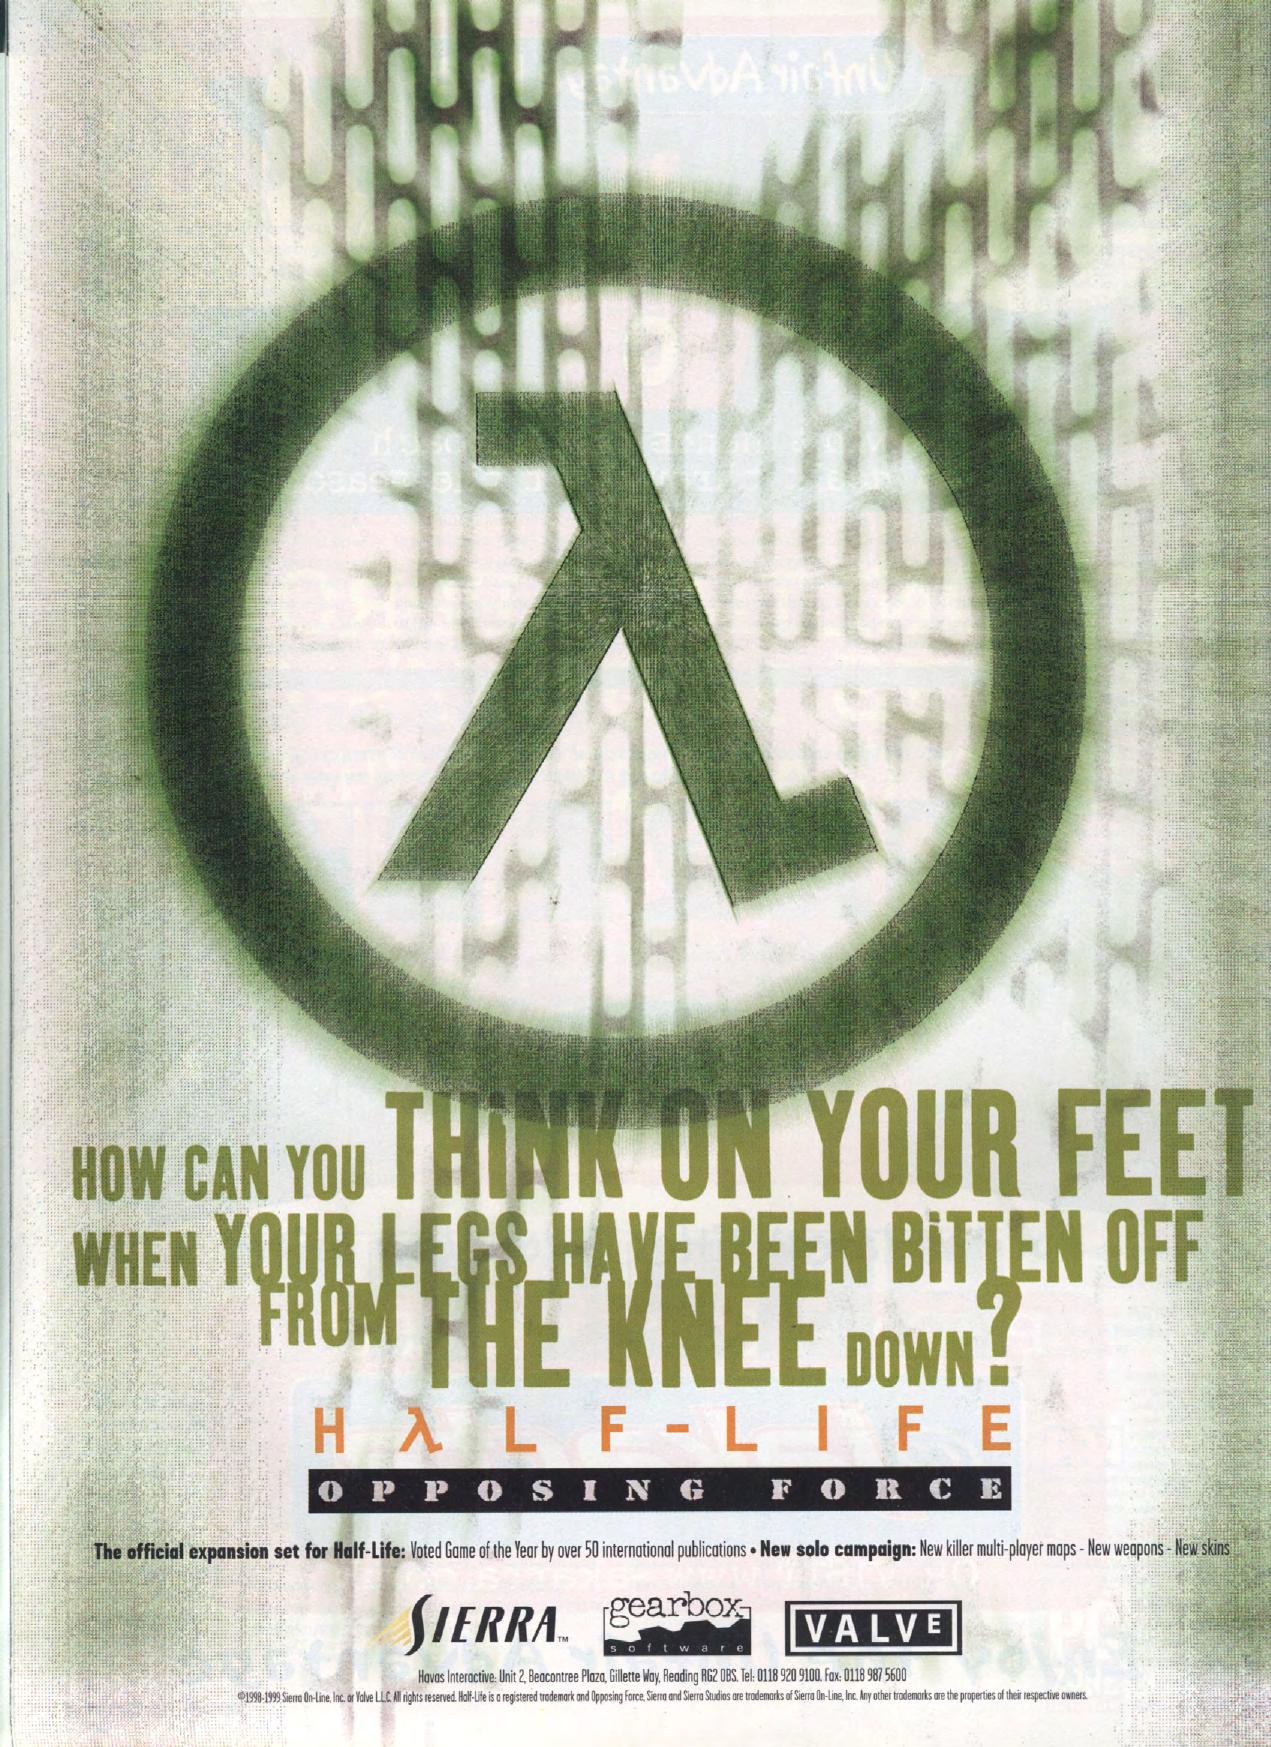 HOW CAN YOU THiNK ON YOUR FEET
WHEN YOUR LEGS HAVE BEEN BiTTEN OFF
FROM THE KNEE DOWN?
HλLF-LIFE
OPPOSING FORCE
The official expansion set for Half-Life: Voted Game of the Year by over 50 international publications • New solo campaign: New killer multi-player maps - New weapons - New skins
SIERRA™
gearbox
software
VALVE
Havas Interactive: Unit 2, Beacontree Plaza, Gillette Way, Reading RG2 0BS. Tel: 0118 920 9100. Fax: 0118 987 5600
©1998-1999 Sierra On-Line, Inc. or Valve L.L.C. All rights reserved. Half-Life is a registered trademark and Opposing Force, Sierra and Sierra Studios are trademarks of Sierra On-Line, Inc. Any other trademarks are the properties of their respective owners.